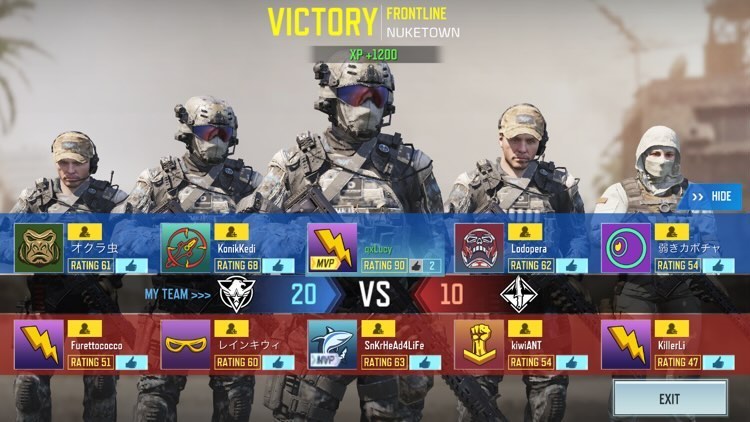 VICTORY
FRONTLINE
NUKETOWN
XP +1200
HIDE
オクラ虫
KonikKedi
oxLucy
Lodopera
弱きカボチャ
RATING 61
RATING 68
MVP
RATING 90
2
RATING 62
RATING 54
MY TEAM >>>
20
VS
10
Furettococco
レインキウィ
SnKrHeAd4LiFe
kiwiANT
KillerLi
RATING 51
RATING 60
MVP
RATING 63
RATING 54
RATING 47
EXIT